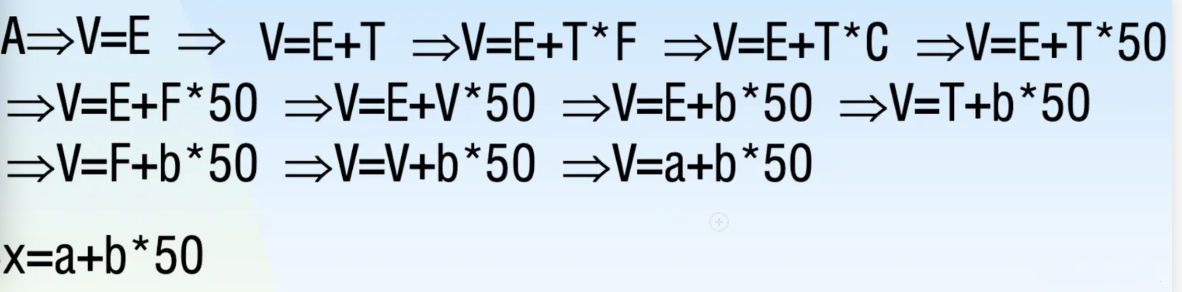 A⇒V=E ⇒ V=E+T ⇒V=E+T*F ⇒V=E+T*C ⇒V=E+T*50
⇒V=E+F*50 ⇒V=E+V*50 ⇒V=E+b*50 ⇒V=T+b*50
⇒V=F+b*50 ⇒V=V+b*50 ⇒V=a+b*50
x=a+b*50